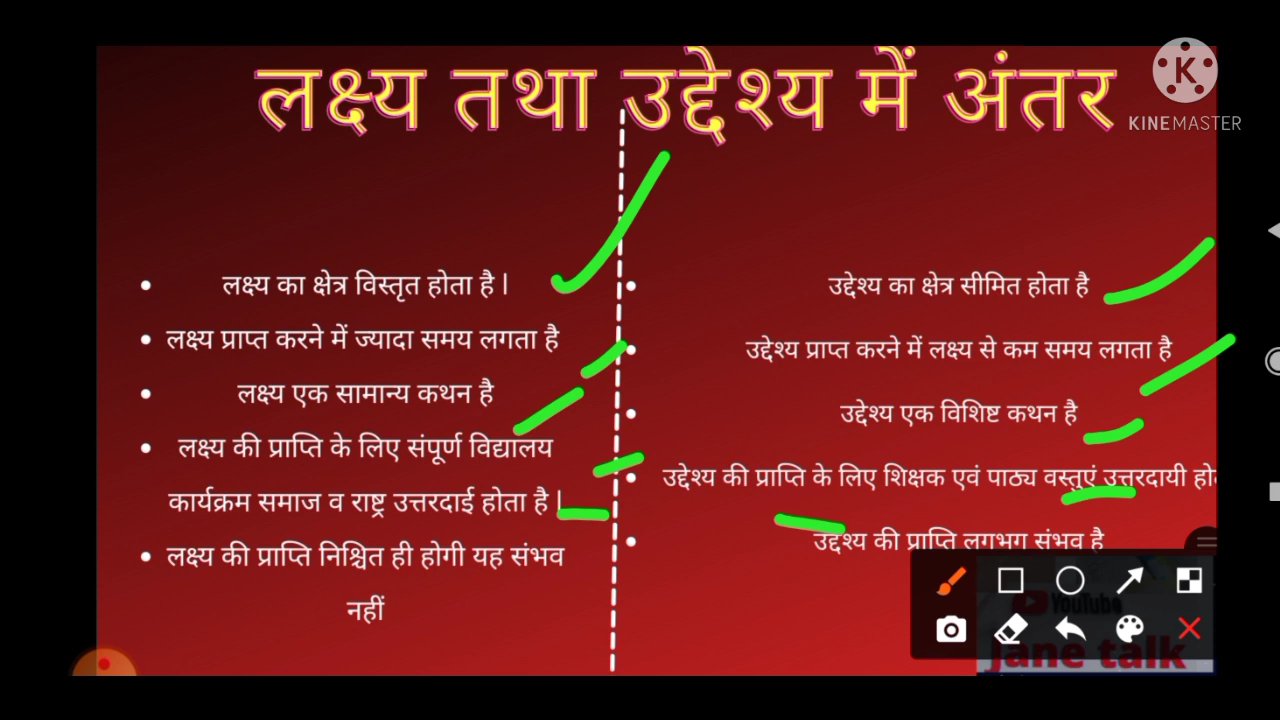 लक्ष्य तथा उद्देश्य में अंतर
KINEMASTER
लक्ष्य का क्षेत्र विस्तृत होता है |
लक्ष्य प्राप्त करने में ज्यादा समय लगता है
लक्ष्य एक सामान्य कथन है
लक्ष्य की प्राप्ति के लिए संपूर्ण विद्यालय
कार्यक्रम समाज व राष्ट्र उत्तरदाई होता है |
लक्ष्य की प्राप्ति निश्चित ही होगी यह संभव
नहीं
उद्देश्य का क्षेत्र सीमित होता है
उद्देश्य प्राप्त करने में लक्ष्य से कम समय लगता है
उद्देश्य एक विशिष्ट कथन है
उद्देश्य की प्राप्ति के लिए शिक्षक एवं पाठ्य वस्तुएं उत्तरदायी
उद्देश्य की प्राप्ति लगभग संभव है
YouTube
jane talk